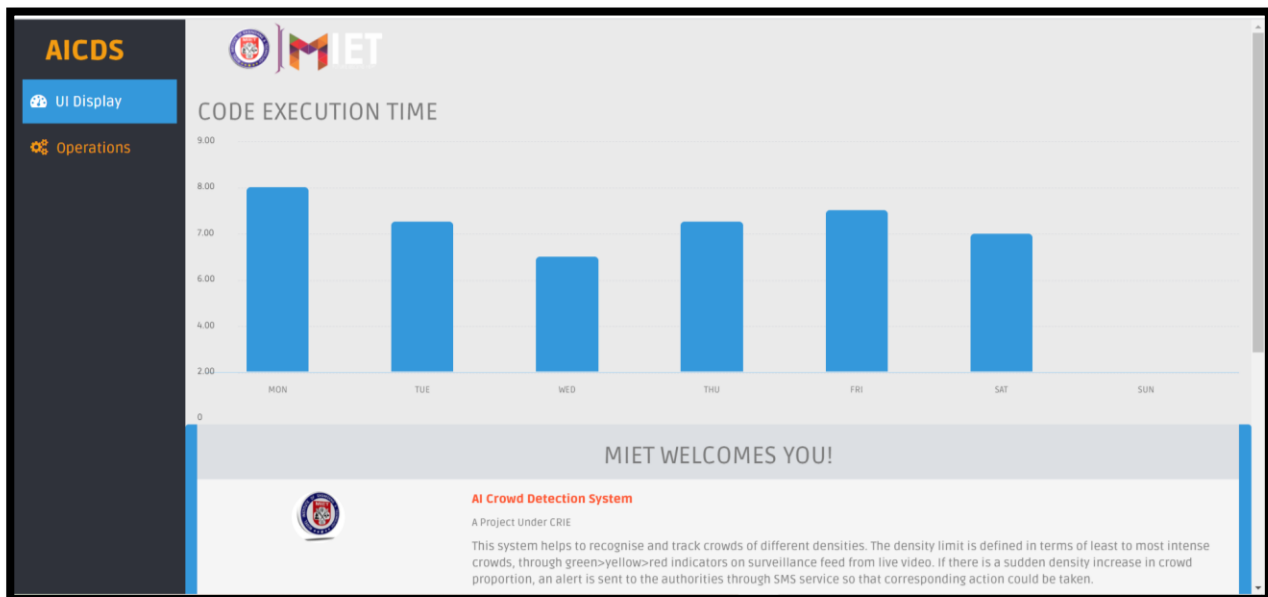 AICDS
UI Display
Operations
MIET
CODE EXECUTION TIME
9.00
8.00
7.00
6.00
4.00
2.00
MON TUE WED THU FRI SAT SUN
0
MIET WELCOMES YOU!
AI Crowd Detection System
A Project Under CRIE
This system helps to recognise and track crowds of different densities. The density limit is defined in terms of least to most intense
crowds, through green>yellow>red indicators on surveillance feed from live video. If there is a sudden density increase in crowd
proportion, an alert is sent to the authorities through SMS service so that corresponding action could be taken.